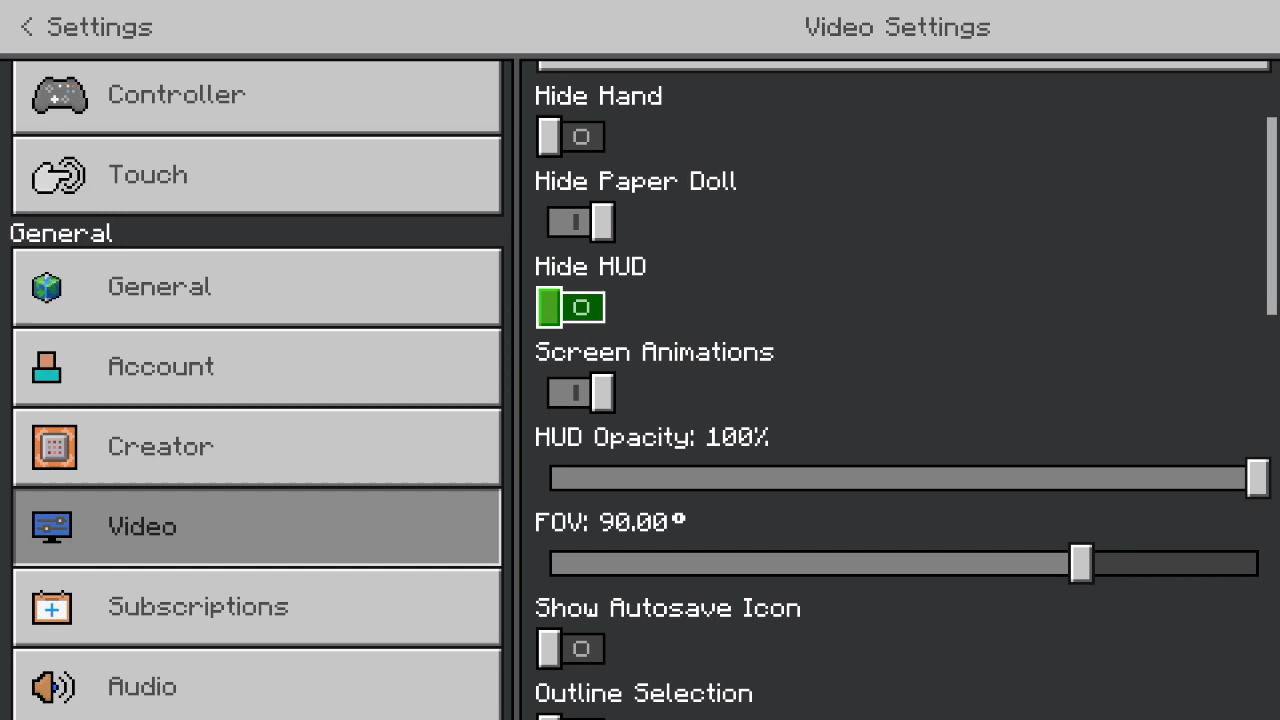 < Settings
Video Settings
Controller
Touch
General
General
Account
Creator
Video
Subscriptions
Audio
Hide Hand
Hide Paper Doll
Hide HUD
Screen Animations
HUD Opacity: 100%
FOV: 90.00°
Show Autosave Icon
Outline Selection